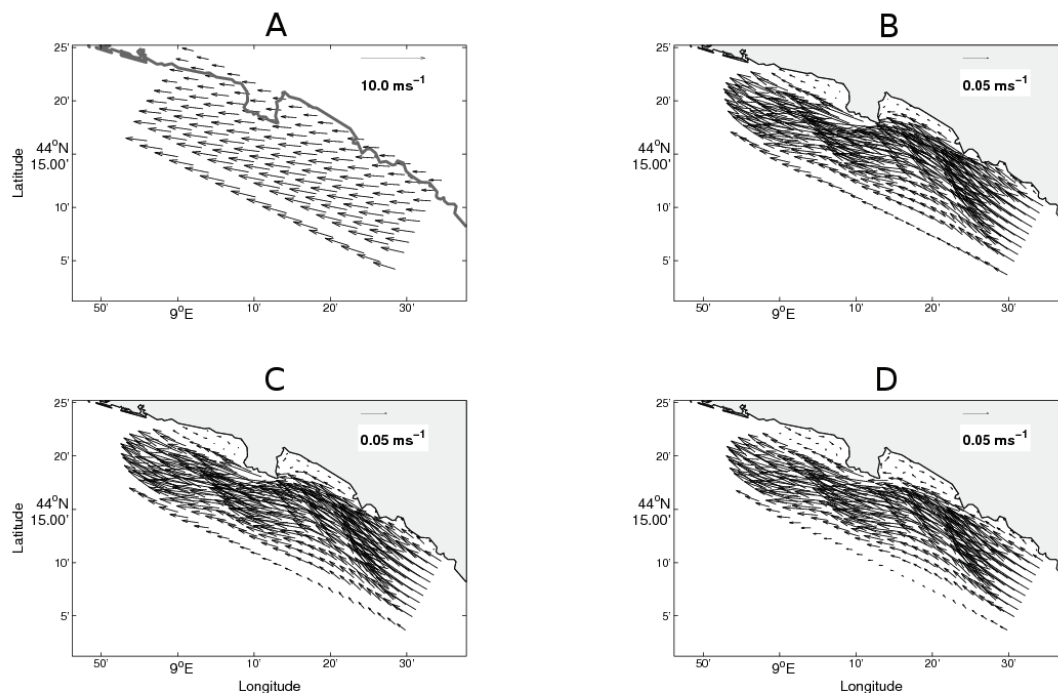 A
25'
20'
44°N
15.00'
10'
5'
50'
9°E
10'
20'
30'
Latitude
10.0 ms⁻¹
B
25'
20'
44°N
15.00'
10'
5'
50'
9°E
10'
20'
30'
0.05 ms⁻¹
C
25'
20'
44°N
15.00'
10'
5'
50'
9°E
10'
20'
30'
Latitude
Longitude
0.05 ms⁻¹
D
25'
20'
44°N
15.00'
10'
5'
50'
9°E
10'
20'
30'
Longitude
0.05 ms⁻¹